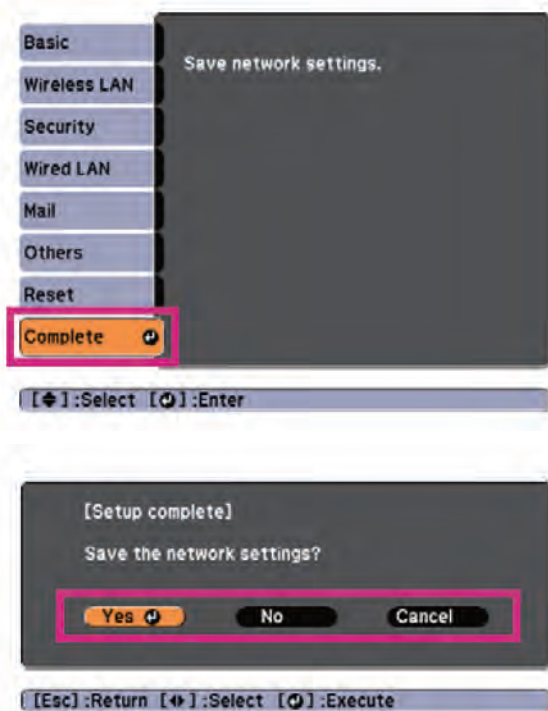 Basic
Save network settings.
Wireless LAN
Security
Wired LAN
Mail
Others
Reset
Complete
[ ]:Select [ ]:Enter
[Setup complete]
Save the network settings?
Yes No Cancel
[Esc]:Return [ ]:Select [ ]:Execute